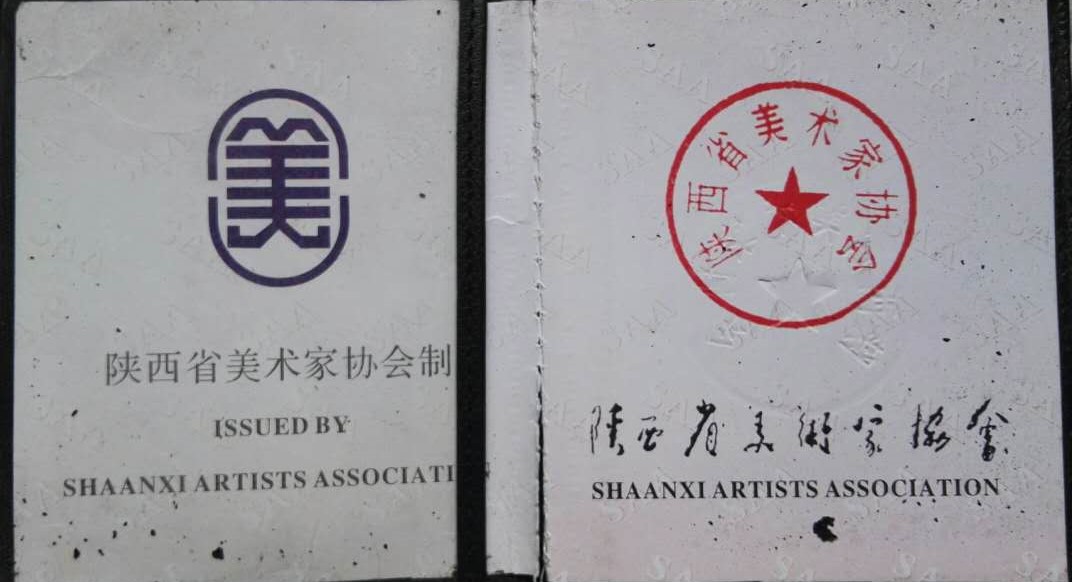 美
陕西省美术家协会制
ISSUED BY
SHAANXI ARTISTS ASSOCIATI
陕西省美术家协会
陕西省美術家協會
SHAANXI ARTISTS ASSOCIATION
SAA